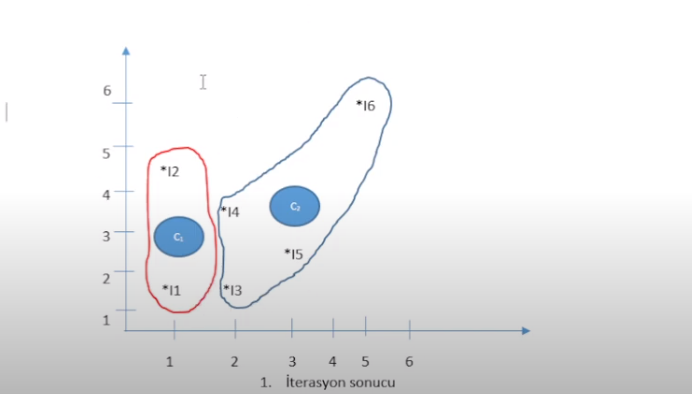 6
*I6
5
*I2
4
*I4
C₂
3
C₁
*I5
2
*I1
*I3
1
1 2 3 4 5 6
1. İterasyon sonucu